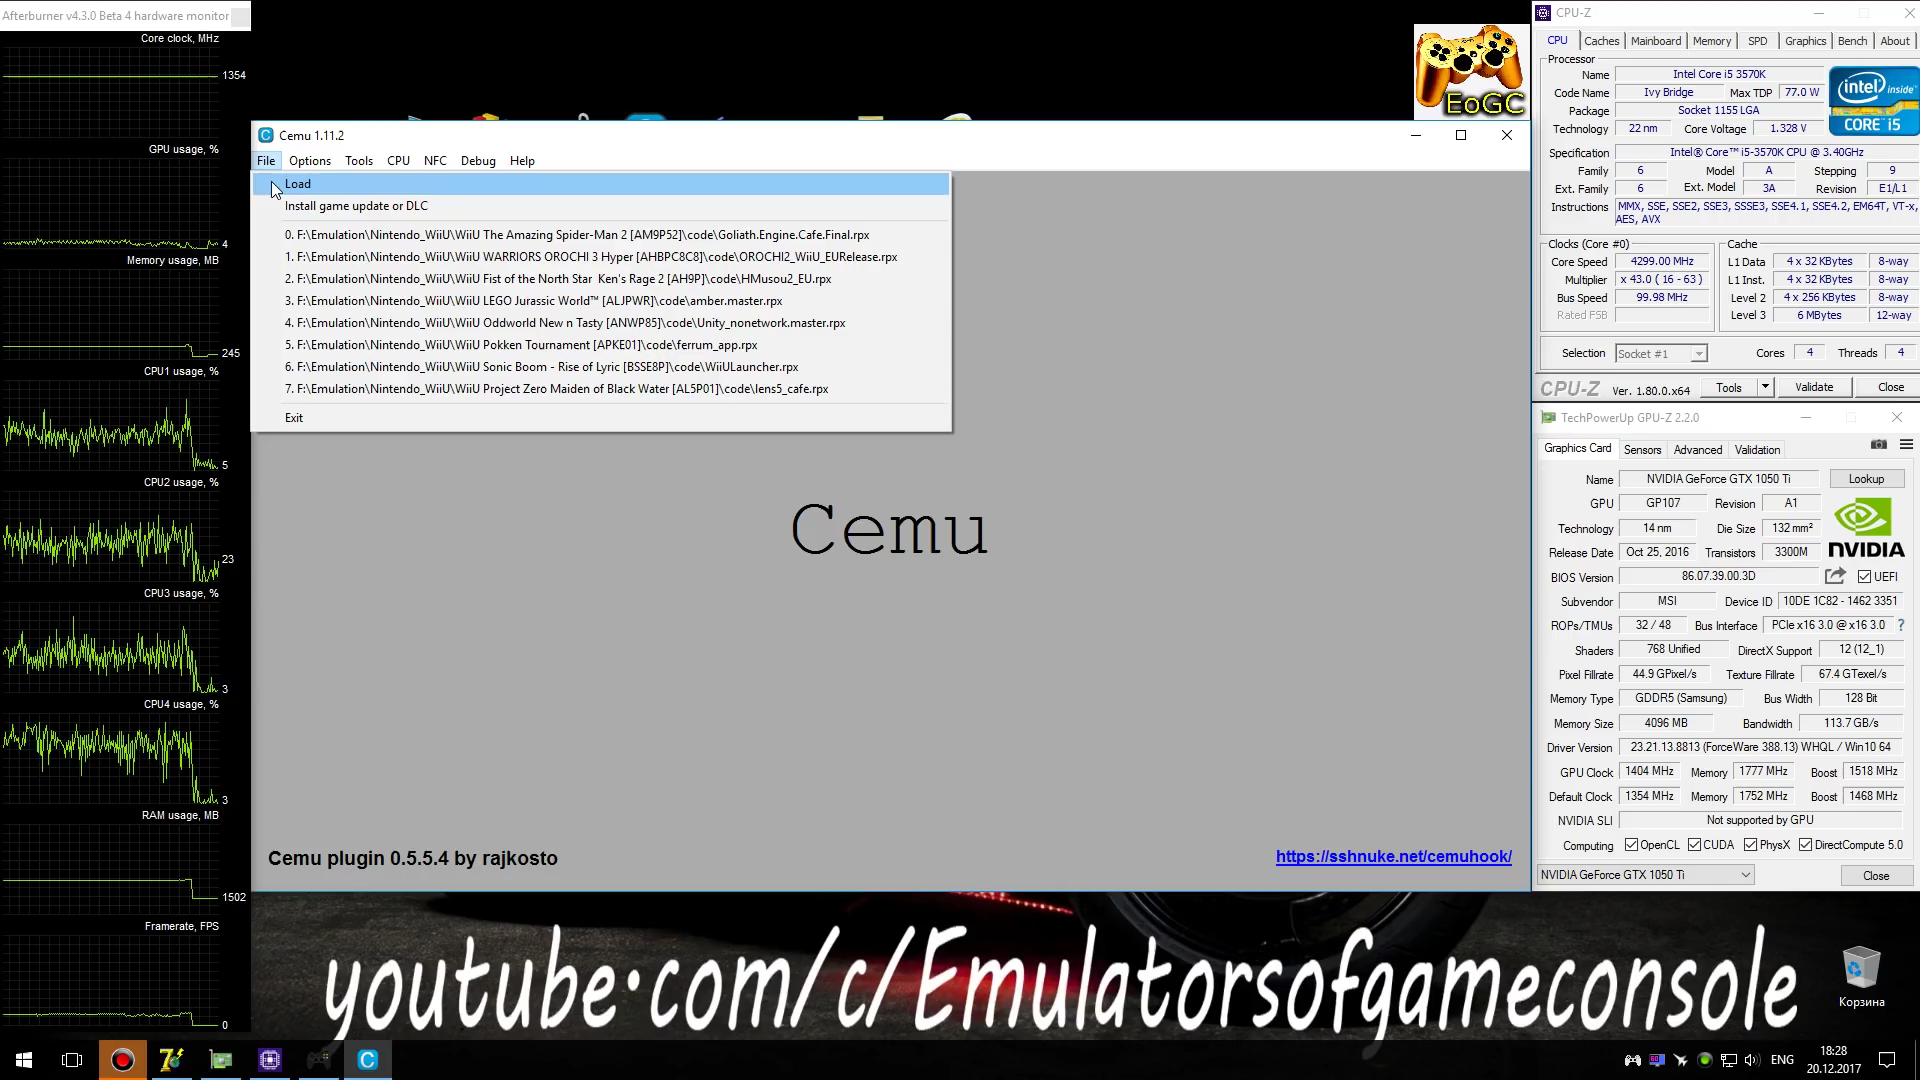 Afterburner v4.3.0 Beta 4 hardware monitor
Core clock, MHz
1354
GPU usage, %
4
Memory usage, MB
245
CPU1 usage, %
5
CPU2 usage, %
23
CPU3 usage, %
3
CPU4 usage, %
3
RAM usage, MB
1502
Framerate, FPS
0
EoGC
Cemu 1.11.2
File Options Tools CPU NFC Debug Help
Load
Install game update or DLC
0. F:\Emulation\Nintendo_WiiU\WiiU The Amazing Spider-Man 2 [AM9P52]\code\Goliath.Engine.Cafe.Final.rpx
1. F:\Emulation\Nintendo_WiiU\WiiU WARRIORS OROCHI 3 Hyper [AHBPC8C8]\code\OROCHI2_WiiU_EURelease.rpx
2. F:\Emulation\Nintendo_WiiU\WiiU Fist of the North Star  Ken's Rage 2 [AH9P]\code\HMusou2_EU.rpx
3. F:\Emulation\Nintendo_WiiU\WiiU LEGO Jurassic World™ [ALJPWR]\code\amber.master.rpx
4. F:\Emulation\Nintendo_WiiU\WiiU Oddworld New n Tasty [ANWP85]\code\Unity_nonetwork.master.rpx
5. F:\Emulation\Nintendo_WiiU\WiiU Pokken Tournament [APKE01]\code\ferrum_app.rpx
6. F:\Emulation\Nintendo_WiiU\WiiU Sonic Boom - Rise of Lyric [BSSE8P]\code\WiiULauncher.rpx
7. F:\Emulation\Nintendo_WiiU\WiiU Project Zero Maiden of Black Water [AL5P01]\code\lens5_cafe.rpx
Exit
Cemu
Cemu plugin 0.5.5.4 by rajkosto
https://sshnuke.net/cemuhook/
CPU-Z
CPU Caches Mainboard Memory SPD Graphics Bench About
Processor
Name Intel Core i5 3570K
Code Name Ivy Bridge Max TDP 77.0 W
Package Socket 1155 LGA
Technology 22 nm Core Voltage 1.328 V
intel inside™
CORE i5
Specification Intel® Core™ i5-3570K CPU @ 3.40GHz
Family 6 Model A Stepping 9
Ext. Family 6 Ext. Model 3A Revision E1/L1
Instructions MMX, SSE, SSE2, SSE3, SSSE3, SSE4.1, SSE4.2, EM64T, VT-x,
AES, AVX
Clocks (Core #0) Cache
Core Speed 4299.00 MHz L1 Data 4 x 32 KBytes 8-way
Multiplier x 43.0 ( 16 - 63 ) L1 Inst. 4 x 32 KBytes 8-way
Bus Speed 99.98 MHz Level 2 4 x 256 KBytes 8-way
Rated FSB Level 3 6 MBytes 12-way
Selection Socket #1 Cores 4 Threads 4
CPU-Z Ver. 1.80.0.x64 Tools Validate Close
TechPowerUp GPU-Z 2.2.0
Graphics Card Sensors Advanced Validation
Name NVIDIA GeForce GTX 1050 Ti Lookup
GPU GP107 Revision A1
Technology 14 nm Die Size 132 mm²
Release Date Oct 25, 2016 Transistors 3300M
NVIDIA
BIOS Version 86.07.39.00.3D UEFI
Subvendor MSI Device ID 10DE 1C82 - 1462 3351
ROPs/TMUs 32 / 48 Bus Interface PCIe x16 3.0 @ x16 3.0 ?
Shaders 768 Unified DirectX Support 12 (12_1)
Pixel Fillrate 44.9 GPixel/s Texture Fillrate 67.4 GTexel/s
Memory Type GDDR5 (Samsung) Bus Width 128 Bit
Memory Size 4096 MB Bandwidth 113.7 GB/s
Driver Version 23.21.13.8813 (ForceWare 388.13) WHQL / Win10 64
GPU Clock 1404 MHz Memory 1777 MHz Boost 1518 MHz
Default Clock 1354 MHz Memory 1752 MHz Boost 1468 MHz
NVIDIA SLI Not supported by GPU
Computing OpenCL CUDA PhysX DirectCompute 5.0
NVIDIA GeForce GTX 1050 Ti Close
youtube.com/c/Emulatorsofgameconsole
Корзина
ENG
18:28
20.12.2017